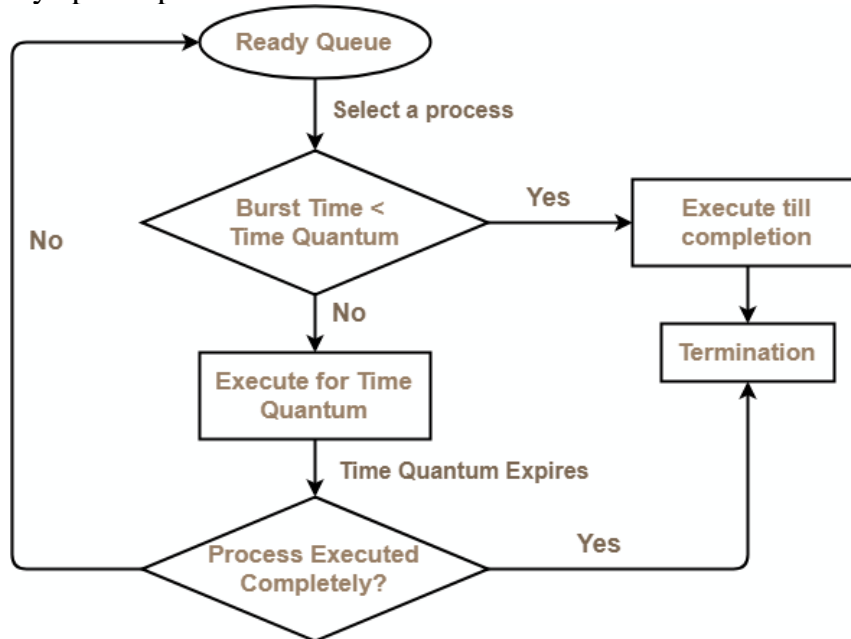 Ready Queue
Select a process
Burst Time <
Time Quantum
Yes
Execute till
completion
No
No
Termination
Execute for Time
Quantum
Time Quantum Expires
Process Executed
Completely?
Yes